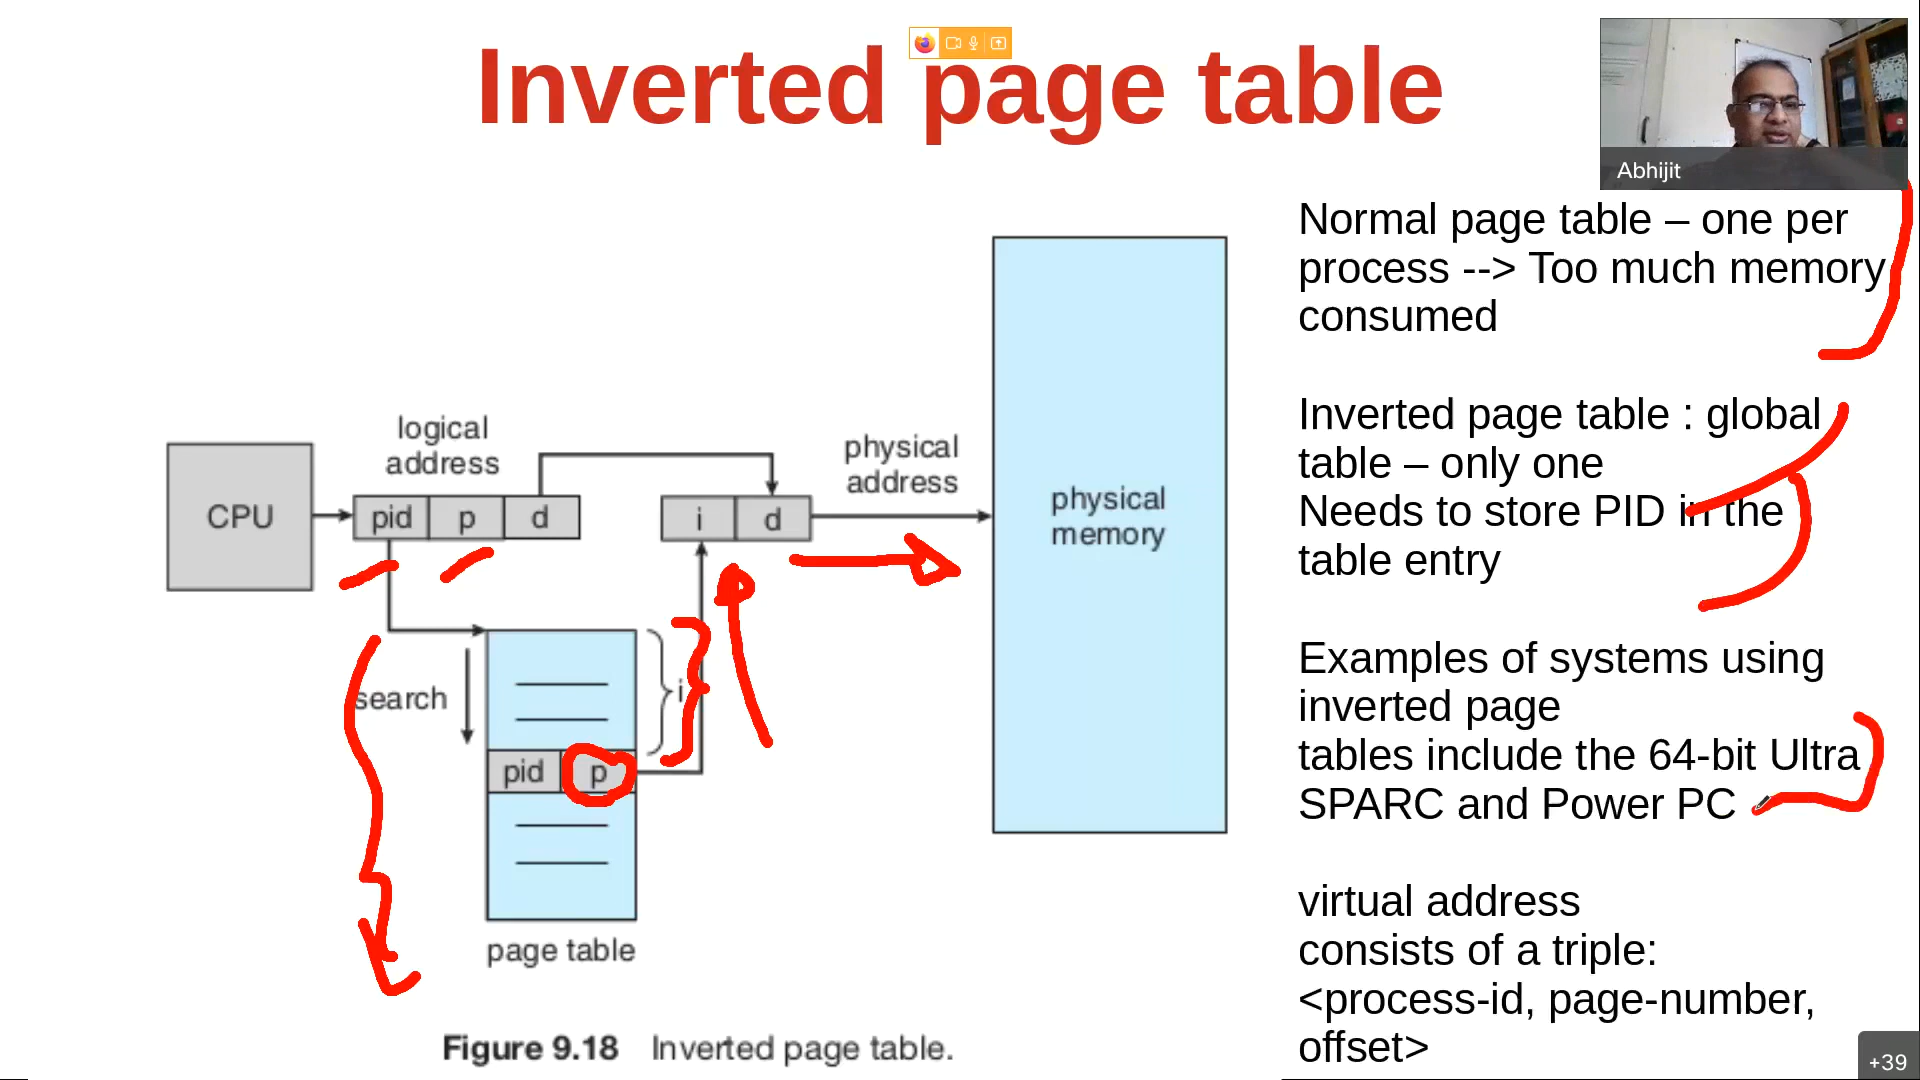 Inverted page table
Abhijit
Normal page table – one per
process --> Too much memory
consumed
Inverted page table : global
table – only one
Needs to store PID in the
table entry
Examples of systems using
inverted page
tables include the 64-bit Ultra
SPARC and Power PC
virtual address
consists of a triple:
<process-id, page-number,
offset>
logical
address
physical
address
CPU
pid p d
i d
physical
memory
search
i
pid p
page table
Figure 9.18 Inverted page table.
+39